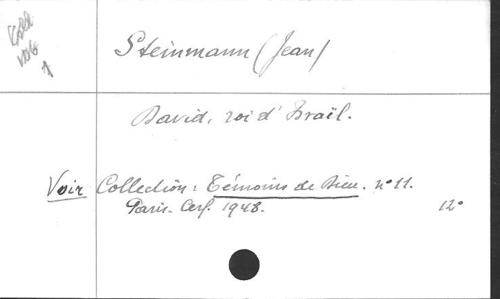 Steinmann (Jean)
David, roi d'Israël.
Voir Collection: Témoins de Dieu. n° 11.
Paris. Cerf. 1948. 12°